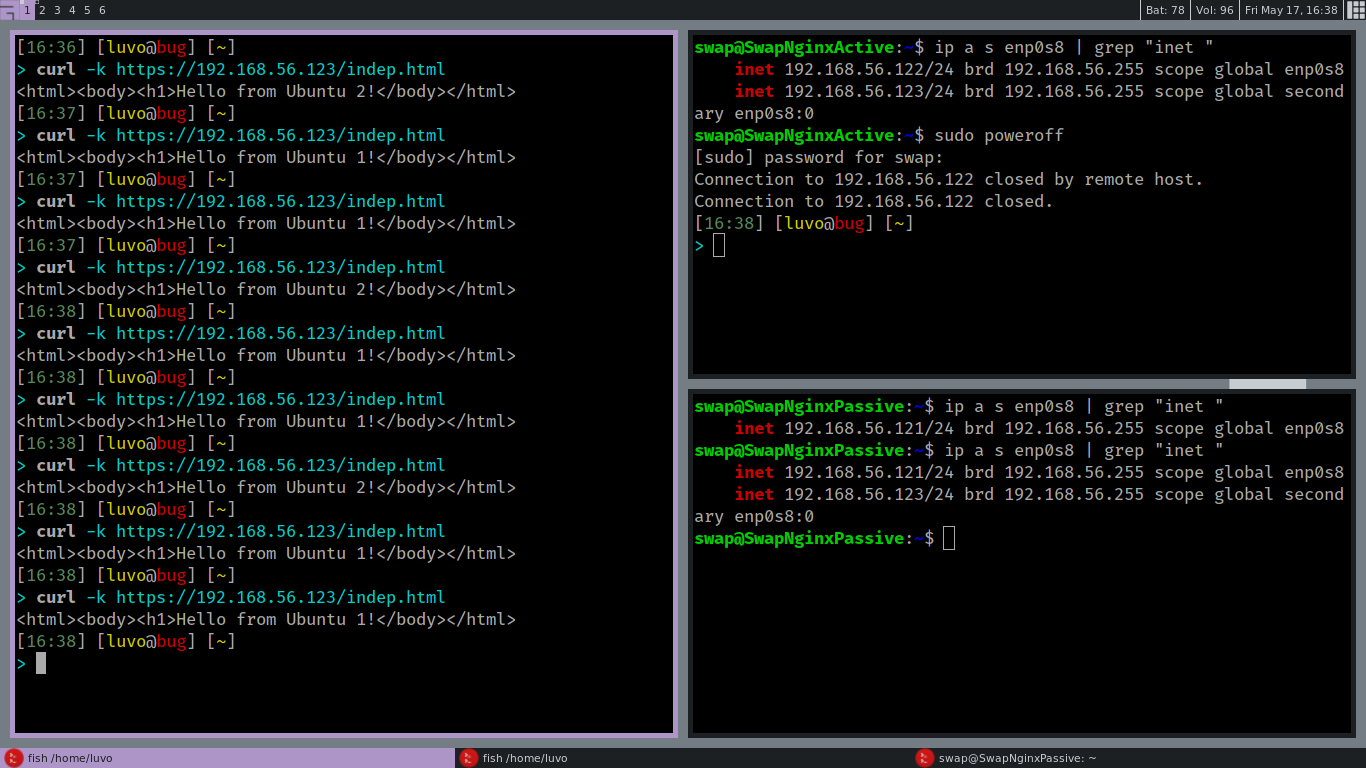 1 2 3 4 5 6
Bat: 78 Vol: 96 Fri May 17, 16:38
[16:36] [luvo@bug] [~]
> curl -k https://192.168.56.123/indep.html
<html><body><h1>Hello from Ubuntu 2!</body></html>
[16:37] [luvo@bug] [~]
> curl -k https://192.168.56.123/indep.html
<html><body><h1>Hello from Ubuntu 1!</body></html>
[16:37] [luvo@bug] [~]
> curl -k https://192.168.56.123/indep.html
<html><body><h1>Hello from Ubuntu 1!</body></html>
[16:37] [luvo@bug] [~]
> curl -k https://192.168.56.123/indep.html
<html><body><h1>Hello from Ubuntu 2!</body></html>
[16:38] [luvo@bug] [~]
> curl -k https://192.168.56.123/indep.html
<html><body><h1>Hello from Ubuntu 1!</body></html>
[16:38] [luvo@bug] [~]
> curl -k https://192.168.56.123/indep.html
<html><body><h1>Hello from Ubuntu 1!</body></html>
[16:38] [luvo@bug] [~]
> curl -k https://192.168.56.123/indep.html
<html><body><h1>Hello from Ubuntu 2!</body></html>
[16:38] [luvo@bug] [~]
> curl -k https://192.168.56.123/indep.html
<html><body><h1>Hello from Ubuntu 1!</body></html>
[16:38] [luvo@bug] [~]
> curl -k https://192.168.56.123/indep.html
<html><body><h1>Hello from Ubuntu 1!</body></html>
[16:38] [luvo@bug] [~]
>
swap@SwapNginxActive:~$ ip a s enp0s8 | grep "inet "
inet 192.168.56.122/24 brd 192.168.56.255 scope global enp0s8
inet 192.168.56.123/24 brd 192.168.56.255 scope global second
ary enp0s8:0
swap@SwapNginxActive:~$ sudo poweroff
[sudo] password for swap:
Connection to 192.168.56.122 closed by remote host.
Connection to 192.168.56.122 closed.
[16:38] [luvo@bug] [~]
>
swap@SwapNginxPassive:~$ ip a s enp0s8 | grep "inet "
inet 192.168.56.121/24 brd 192.168.56.255 scope global enp0s8
swap@SwapNginxPassive:~$ ip a s enp0s8 | grep "inet "
inet 192.168.56.121/24 brd 192.168.56.255 scope global enp0s8
inet 192.168.56.123/24 brd 192.168.56.255 scope global second
ary enp0s8:0
swap@SwapNginxPassive:~$
fish /home/luvo
fish /home/luvo
swap@SwapNginxPassive: ~